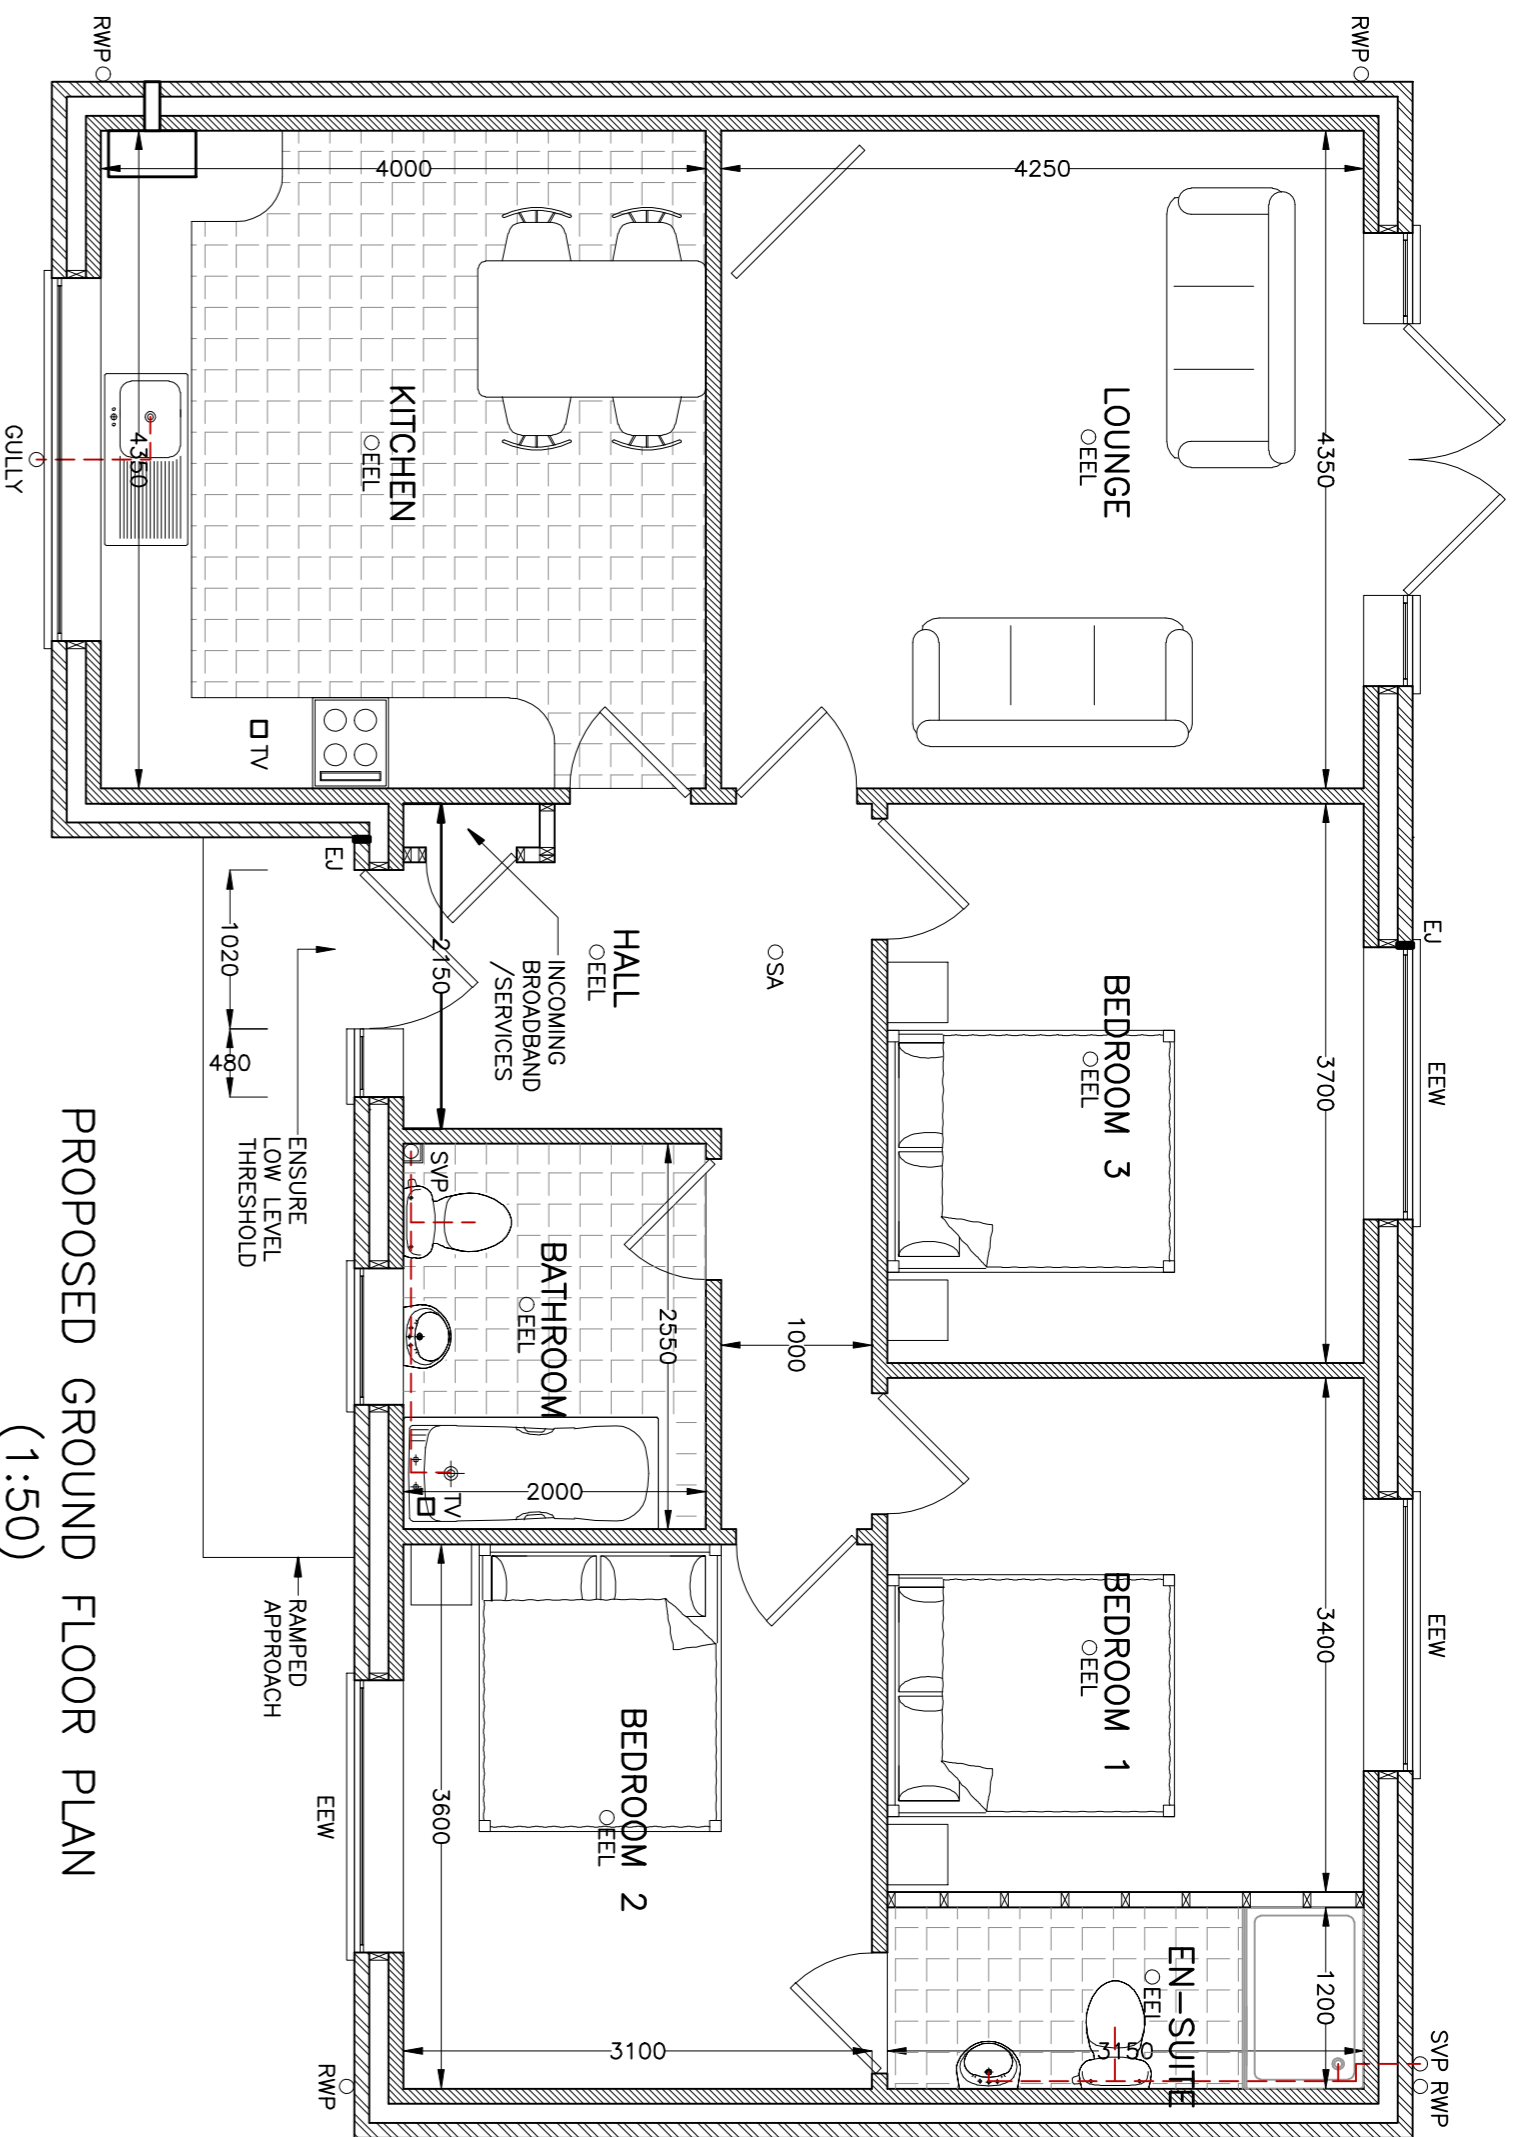 RWP
RWP
4000
4250
4350
4350
LOUNGE
EEL
KITCHEN
EEL
GULLY
TV
EJ
1020
480
2150
INCOMING
BROADBAND
/SERVICES
HALL
EEL
SA
ENSURE
LOW LEVEL
THRESHOLD
EJ
EEW
BEDROOM 3
EEL
3700
SVP
BATHROOM
EEL
2550
2000
TV
1000
EEW
BEDROOM 1
EEL
3400
RAMPED
APPROACH
EEW
BEDROOM 2
EEL
3600
3100
EN-SUITE
EEL
1200
3150
SVP RWP
RWP
PROPOSED GROUND FLOOR PLAN
(1:50)